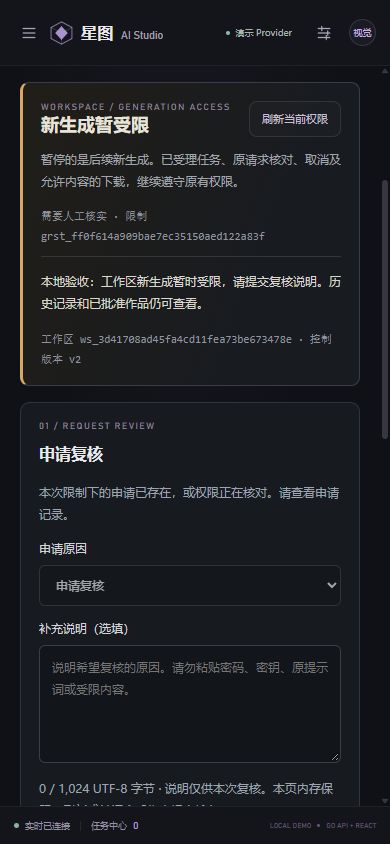 星图 AI Studio
演示 Provider
视觉
WORKSPACE / GENERATION ACCESS
新生成暂受限
刷新当前权限
暂停的是后续新生成。已受理任务、原请求核对、取消及
允许内容的下载，继续遵守原有权限。
需要人工核实 · 限制
grst_ff0f614a909bae7ec35150aed122a83f
本地验收：工作区新生成暂时受限，请提交复核说明。历
史记录和已批准作品仍可查看。
工作区 ws_3d41708ad45fa4cd11fea73be673478e · 控制
版本 v2
01 / REQUEST REVIEW
申请复核
本次限制下的申请已存在，或权限正在核对。请查看申请
记录。
申请原因
申请复核
补充说明（选填）
说明希望复核的原因。请勿粘贴密码、密钥、原提示
词或受限内容。
0 / 1,024 UTF-8 字节 · 说明仅供本次复核。本页内存保
实时已连接
任务中心 0
LOCAL DEMO • GO API + REACT